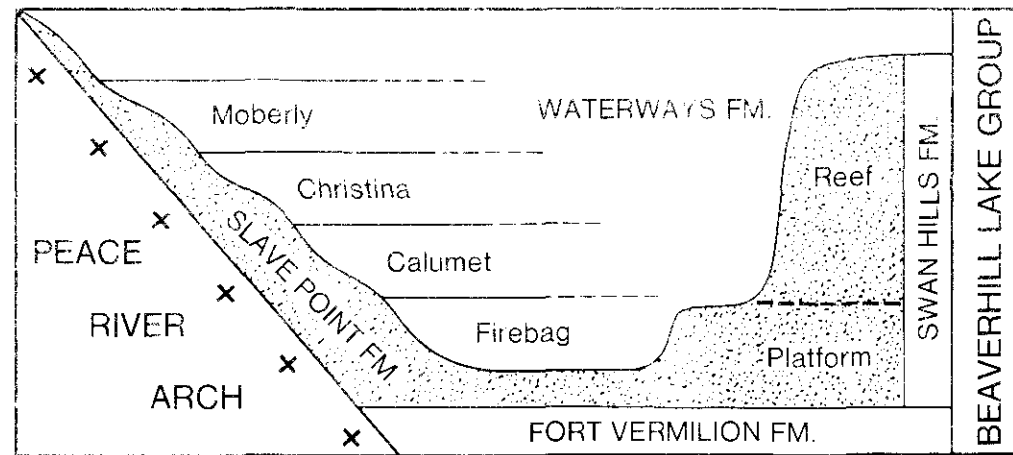 Moberly
WATERWAYS FM.
Reef
Christina
PEACE
SLAVE POINT FM
Calumet
RIVER
Firebag
Platform
ARCH
FORT VERMILION FM.
SWAN HILLS FM.
BEAVERHILL LAKE GROUP